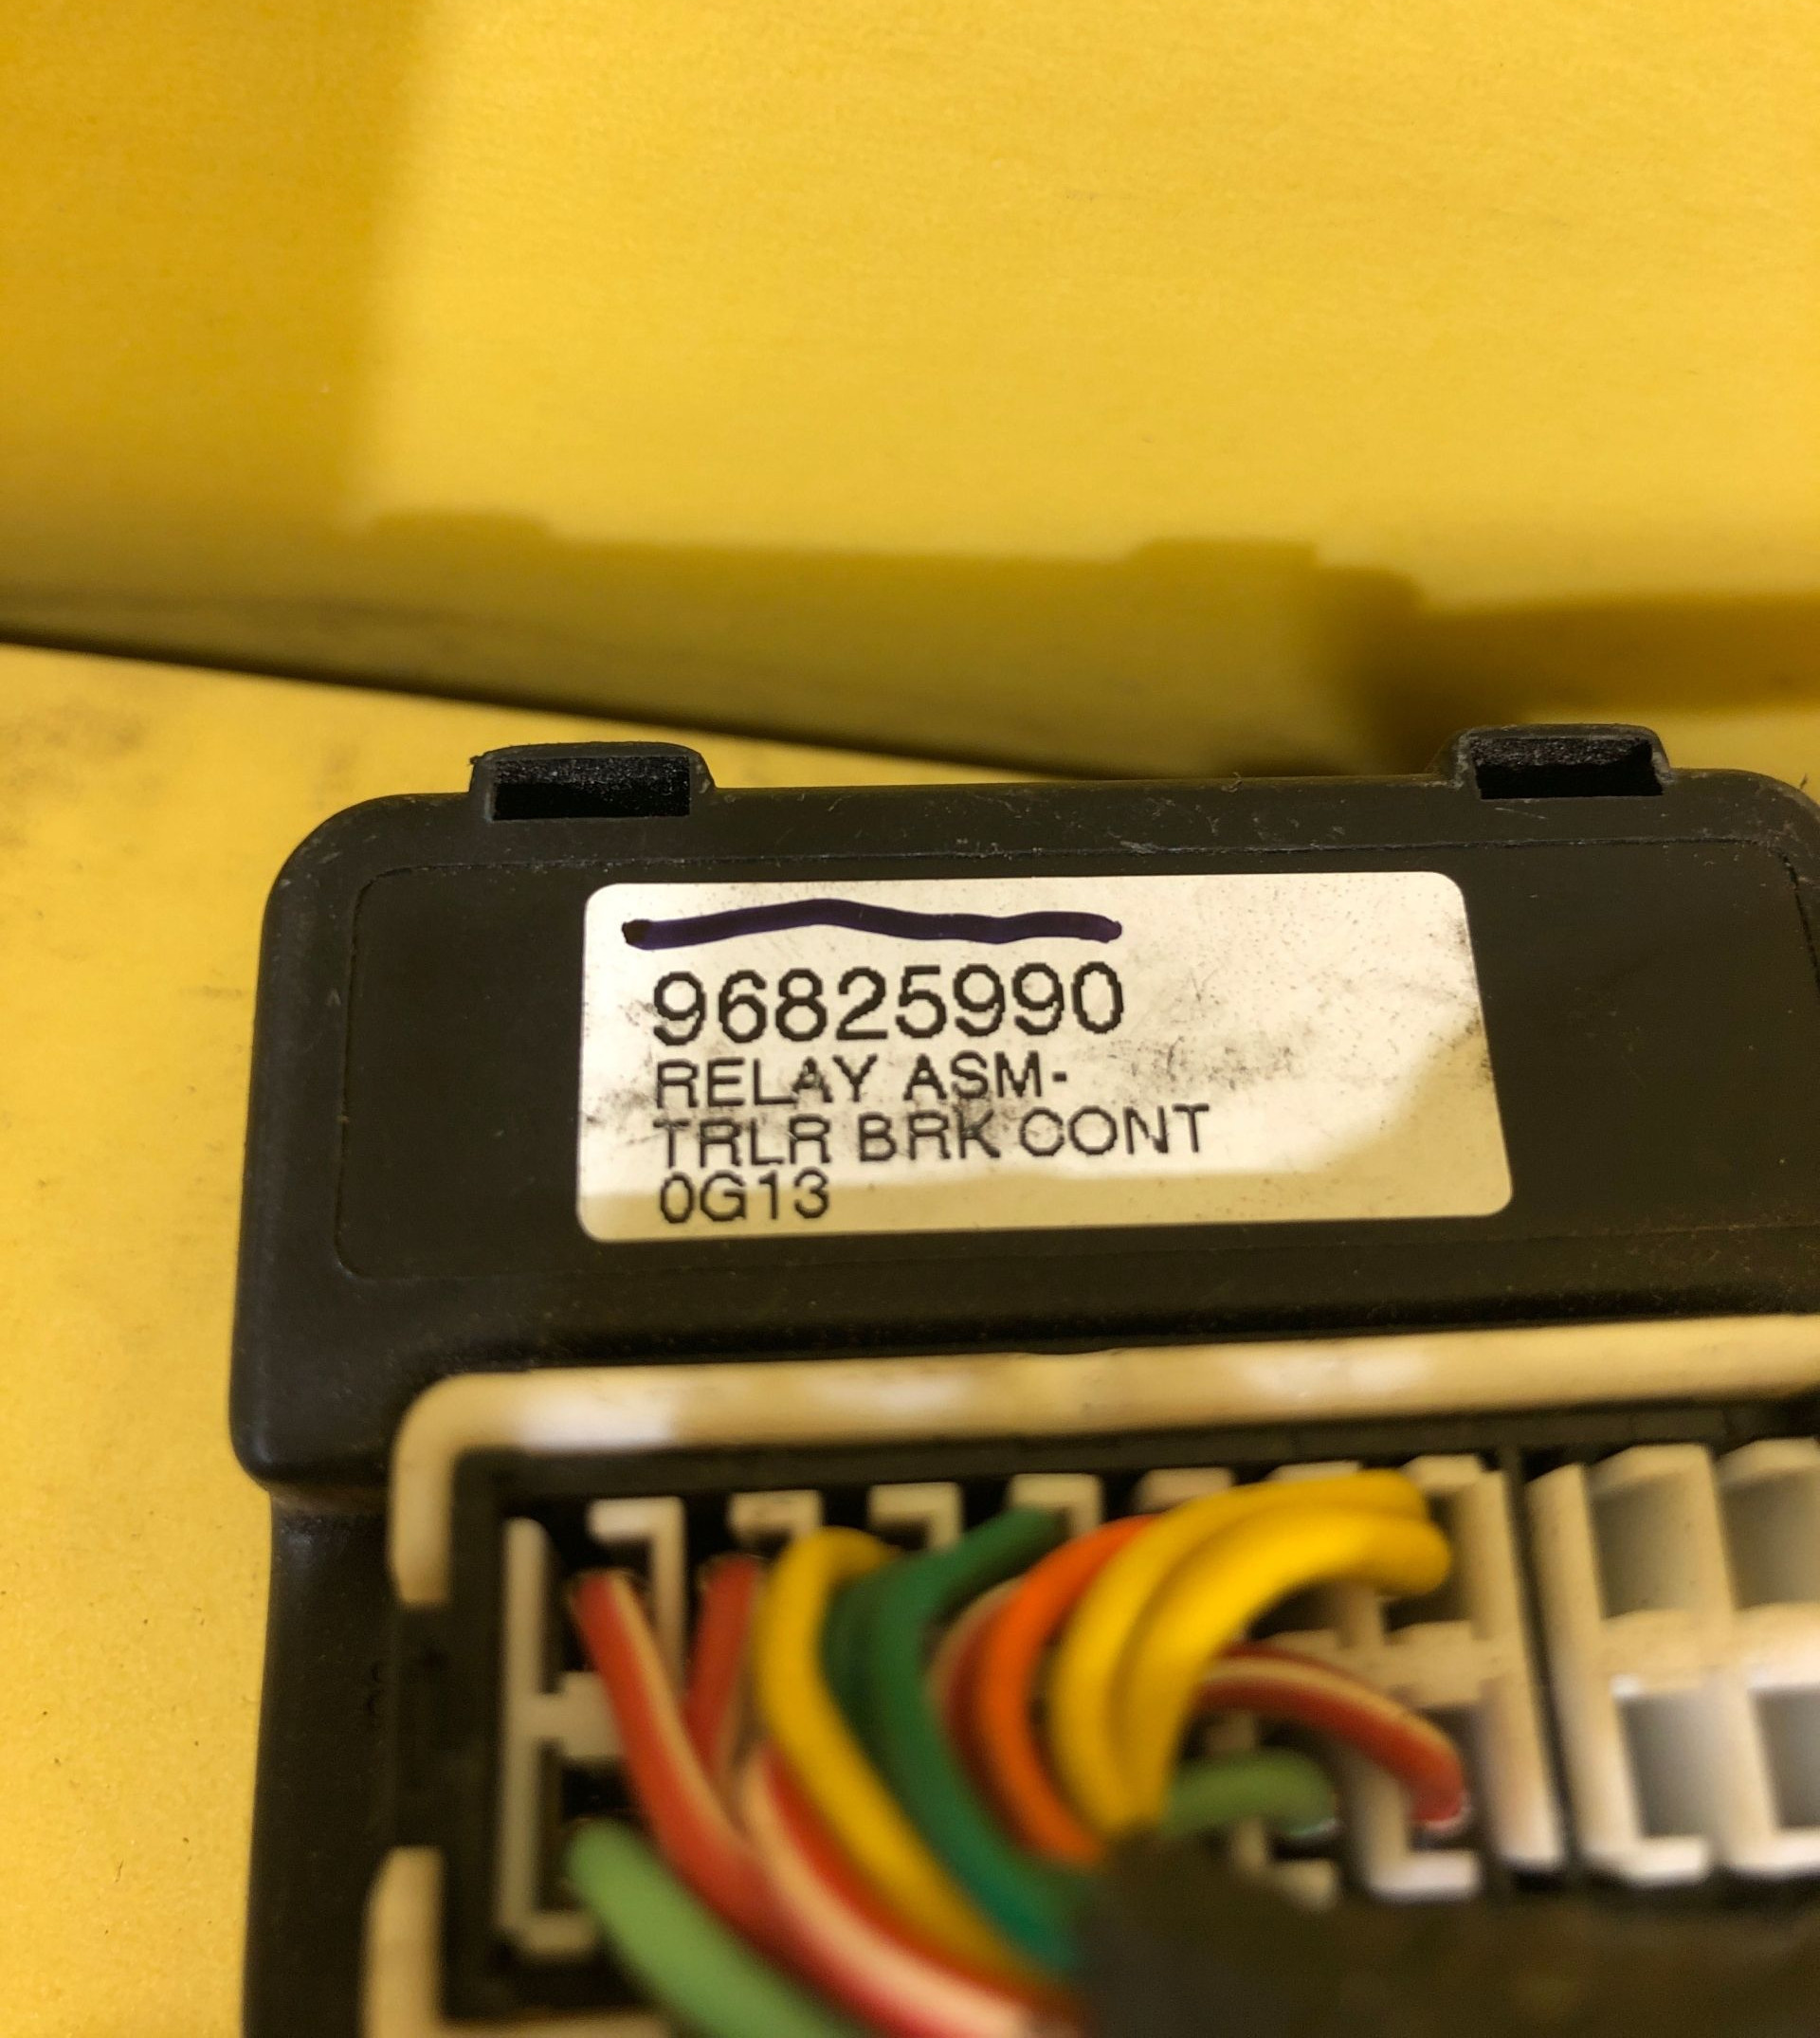 96825990
RELAY ASM-
TRLR BRK CONT
0G13